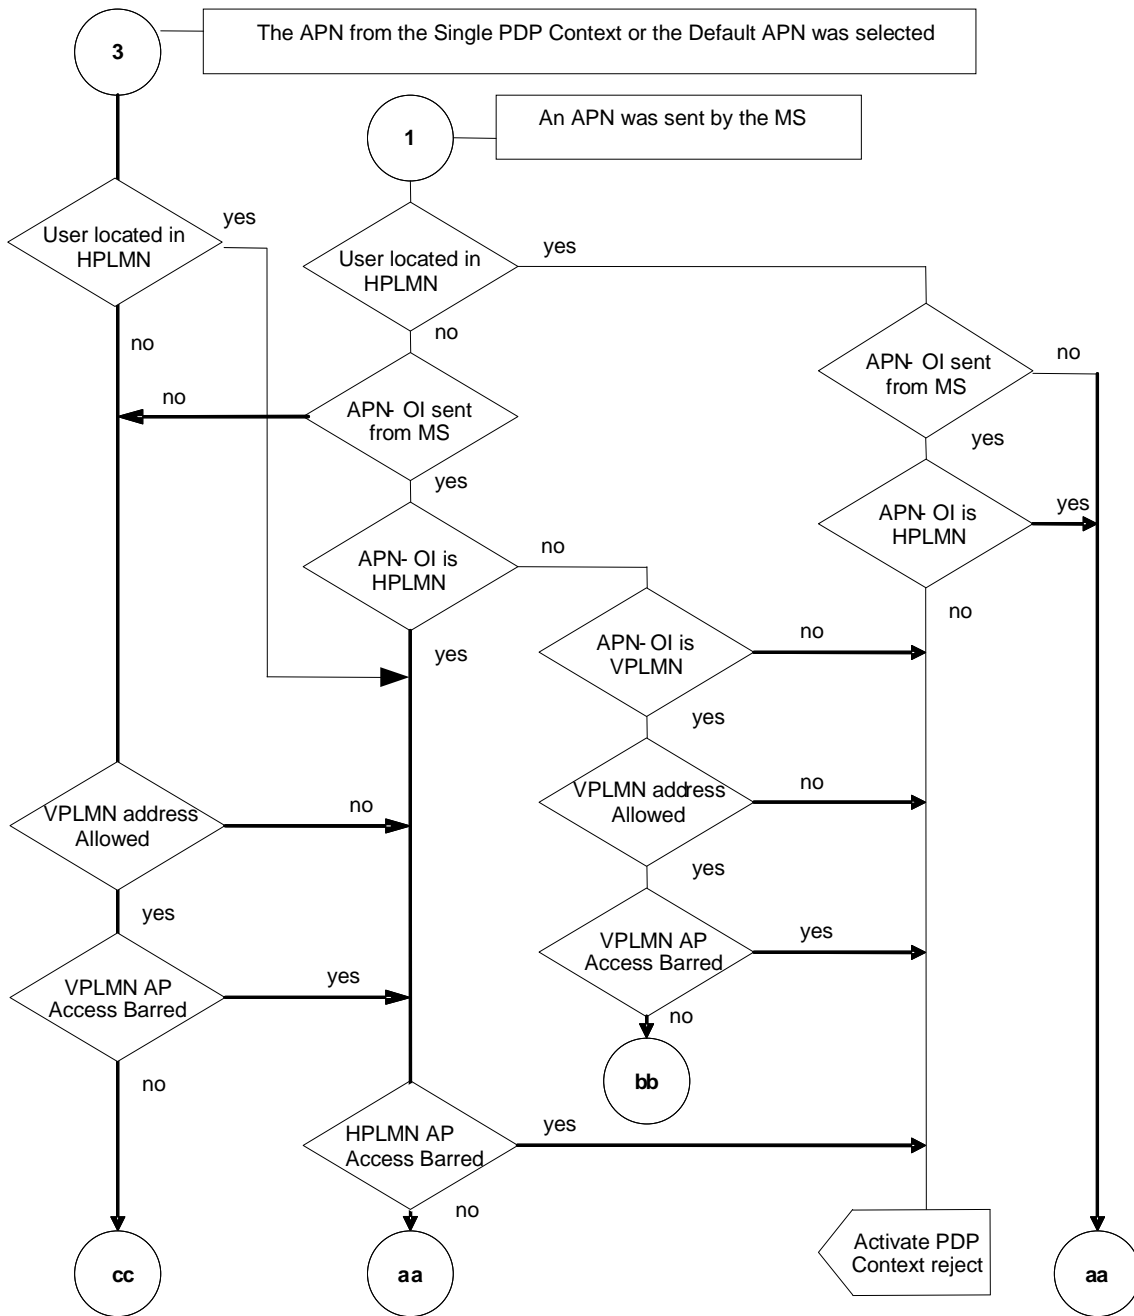 3
The APN from the Single PDP Context or the Default APN was selected
1
An APN was sent by the MS
User located in
HPLMN
yes
no
User located in
HPLMN
yes
no
APN- OI sent
from MS
no
yes
APN- OI sent
from MS
no
yes
APN- OI is
HPLMN
yes
no
APN- OI is
HPLMN
no
yes
APN- OI is
VPLMN
no
yes
VPLMN address
Allowed
no
yes
VPLMN address
Allowed
no
yes
VPLMN AP
Access Barred
yes
no
VPLMN AP
Access Barred
yes
no
bb
HPLMN AP
Access Barred
yes
no
Activate PDP
Context reject
cc
aa
aa